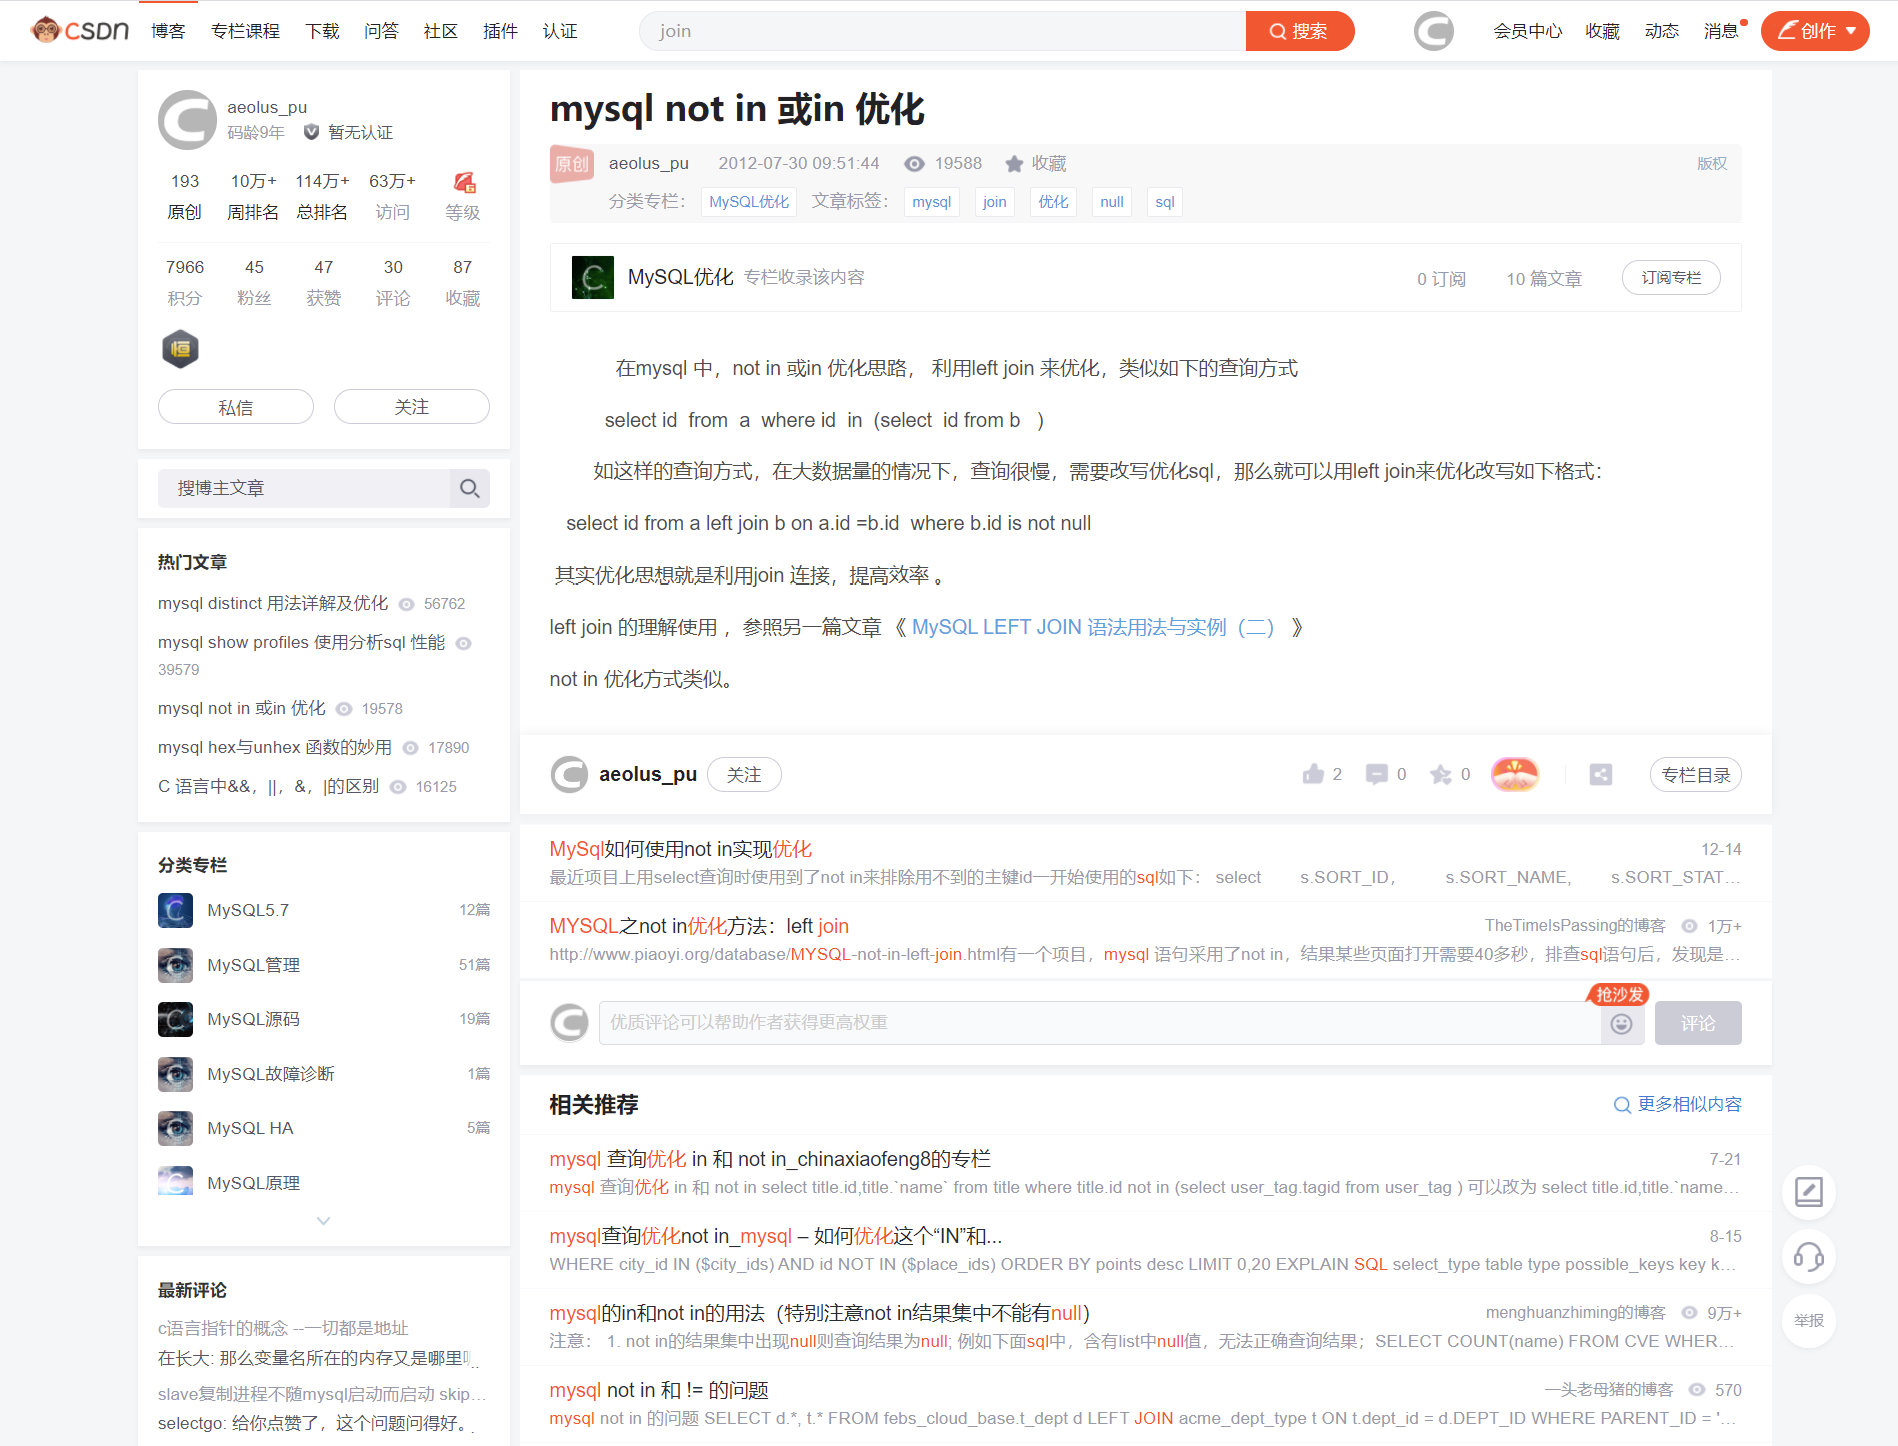 CSDN 博客 专栏课程 下载 问答 社区 插件 认证 join 搜索 会员中心 收藏 动态 消息 创作
aeolus_pu
码龄9年 暂无认证
193 10万+ 114万+ 63万+
原创 周排名 总排名 访问 等级
7966 45 47 30 87
积分 粉丝 获赞 评论 收藏
恒
私信 关注
搜博主文章
热门文章
mysql distinct 用法详解及优化 56762
mysql show profiles 使用分析sql 性能
39579
mysql not in 或in 优化 19578
mysql hex与unhex 函数的妙用 17890
C 语言中&&，||，&，|的区别 16125
分类专栏
MySQL5.7 12篇
MySQL管理 51篇
MySQL源码 19篇
MySQL故障诊断 1篇
MySQL HA 5篇
MySQL原理
最新评论
c语言指针的概念 --一切都是地址
在长大: 那么变量名所在的内存又是哪里
slave复制进程不随mysql启动而启动 skip…
selectgo: 给你点赞了，这个问题问得好。.
mysql not in 或in 优化
原创 aeolus_pu 2012-07-30 09:51:44 19588 收藏 版权
分类专栏： MySQL优化 文章标签： mysql join 优化 null sql
MySQL优化 专栏收录该内容 0 订阅 10 篇文章 订阅专栏
在mysql 中，not in 或in 优化思路， 利用left join 来优化，类似如下的查询方式
select id from a where id in (select id from b )
如这样的查询方式，在大数据量的情况下，查询很慢，需要改写优化sql，那么就可以用left join来优化改写如下格式：
select id from a left join b on a.id =b.id where b.id is not null
其实优化思想就是利用join 连接，提高效率 。
left join 的理解使用 ，参照另一篇文章 《 MySQL LEFT JOIN 语法用法与实例（二） 》
not in 优化方式类似。
aeolus_pu 关注 2 0 0 专栏目录
MySql如何使用not in实现优化 12-14
最近项目上用select查询时使用到了not in来排除用不到的主键id一开始使用的sql如下： select s.SORT_ID， s.SORT_NAME, s.SORT_STAT…
MYSQL之not in优化方法：left join TheTimeIsPassing的博客 1万+
http://www.piaoyi.org/database/MYSQL-not-in-left-join.html有一个项目，mysql 语句采用了not in，结果某些页面打开需要40多秒，排查sql语句后，发现是…
抢沙发
优质评论可以帮助作者获得更高权重 评论
相关推荐 更多相似内容
mysql 查询优化 in 和 not in_chinaxiaofeng8的专栏 7-21
mysql 查询优化 in 和 not in select title.id,title.`name` from title where title.id not in (select user_tag.tagid from user_tag ) 可以改为 select title.id,title.`name…
mysql查询优化not in_mysql – 如何优化这个“IN”和... 8-15
WHERE city_id IN ($city_ids) AND id NOT IN ($place_ids) ORDER BY points desc LIMIT 0,20 EXPLAIN SQL select_type table type possible_keys key k…
mysql的in和not in的用法（特别注意not in结果集中不能有null） menghuanzhiming的博客 9万+
注意： 1. not in的结果集中出现null则查询结果为null; 例如下面sql中，含有list中null值，无法正确查询结果；SELECT COUNT(name) FROM CVE WHER…
mysql not in 和 != 的问题 一头老母猪的博客 570
mysql not in 的问题 SELECT d.*, t.* FROM febs_cloud_base.t_dept d LEFT JOIN acme_dept_type t ON t.dept_id = d.DEPT_ID WHERE PARENT_ID = '…
举报